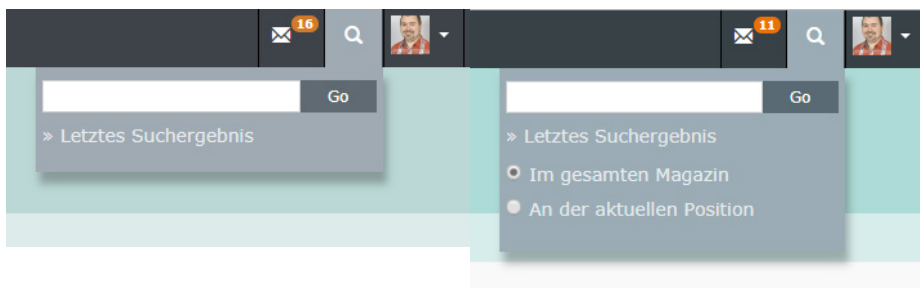 16
Go
» Letztes Suchergebnis
11
Go
» Letztes Suchergebnis
Im gesamten Magazin
An der aktuellen Position